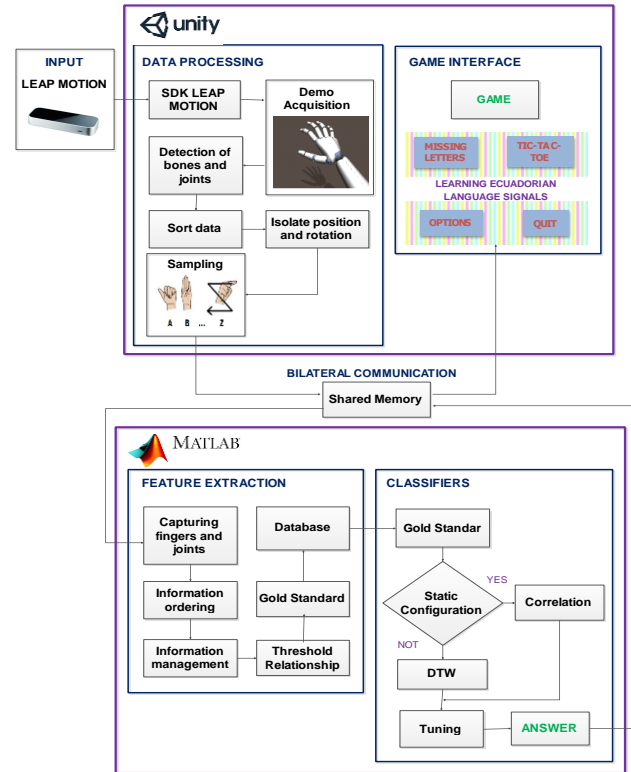 unity
INPUT
LEAP MOTION
DATA PROCESSING
SDK LEAP
MOTION
Demo
Acquisition
Detection of
bones and
joints
Sort data
Isolate position
and rotation
Sampling
A B ... Z
GAME INTERFACE
GAME
MISSING
LETTERS
TIC-TAC-
TOE
LEARNING ECUADORIAN
LANGUAGE SIGNALS
OPTIONS
QUIT
BILATERAL COMMUNICATION
Shared Memory
MATLAB
FEATURE EXTRACTION
Capturing
fingers and
joints
Information
ordering
Information
management
Database
Gold Standard
Threshold
Relationship
CLASSIFIERS
Gold Standar
Static
Configuration
YES
Correlation
NOT
DTW
Tuning
ANSWER